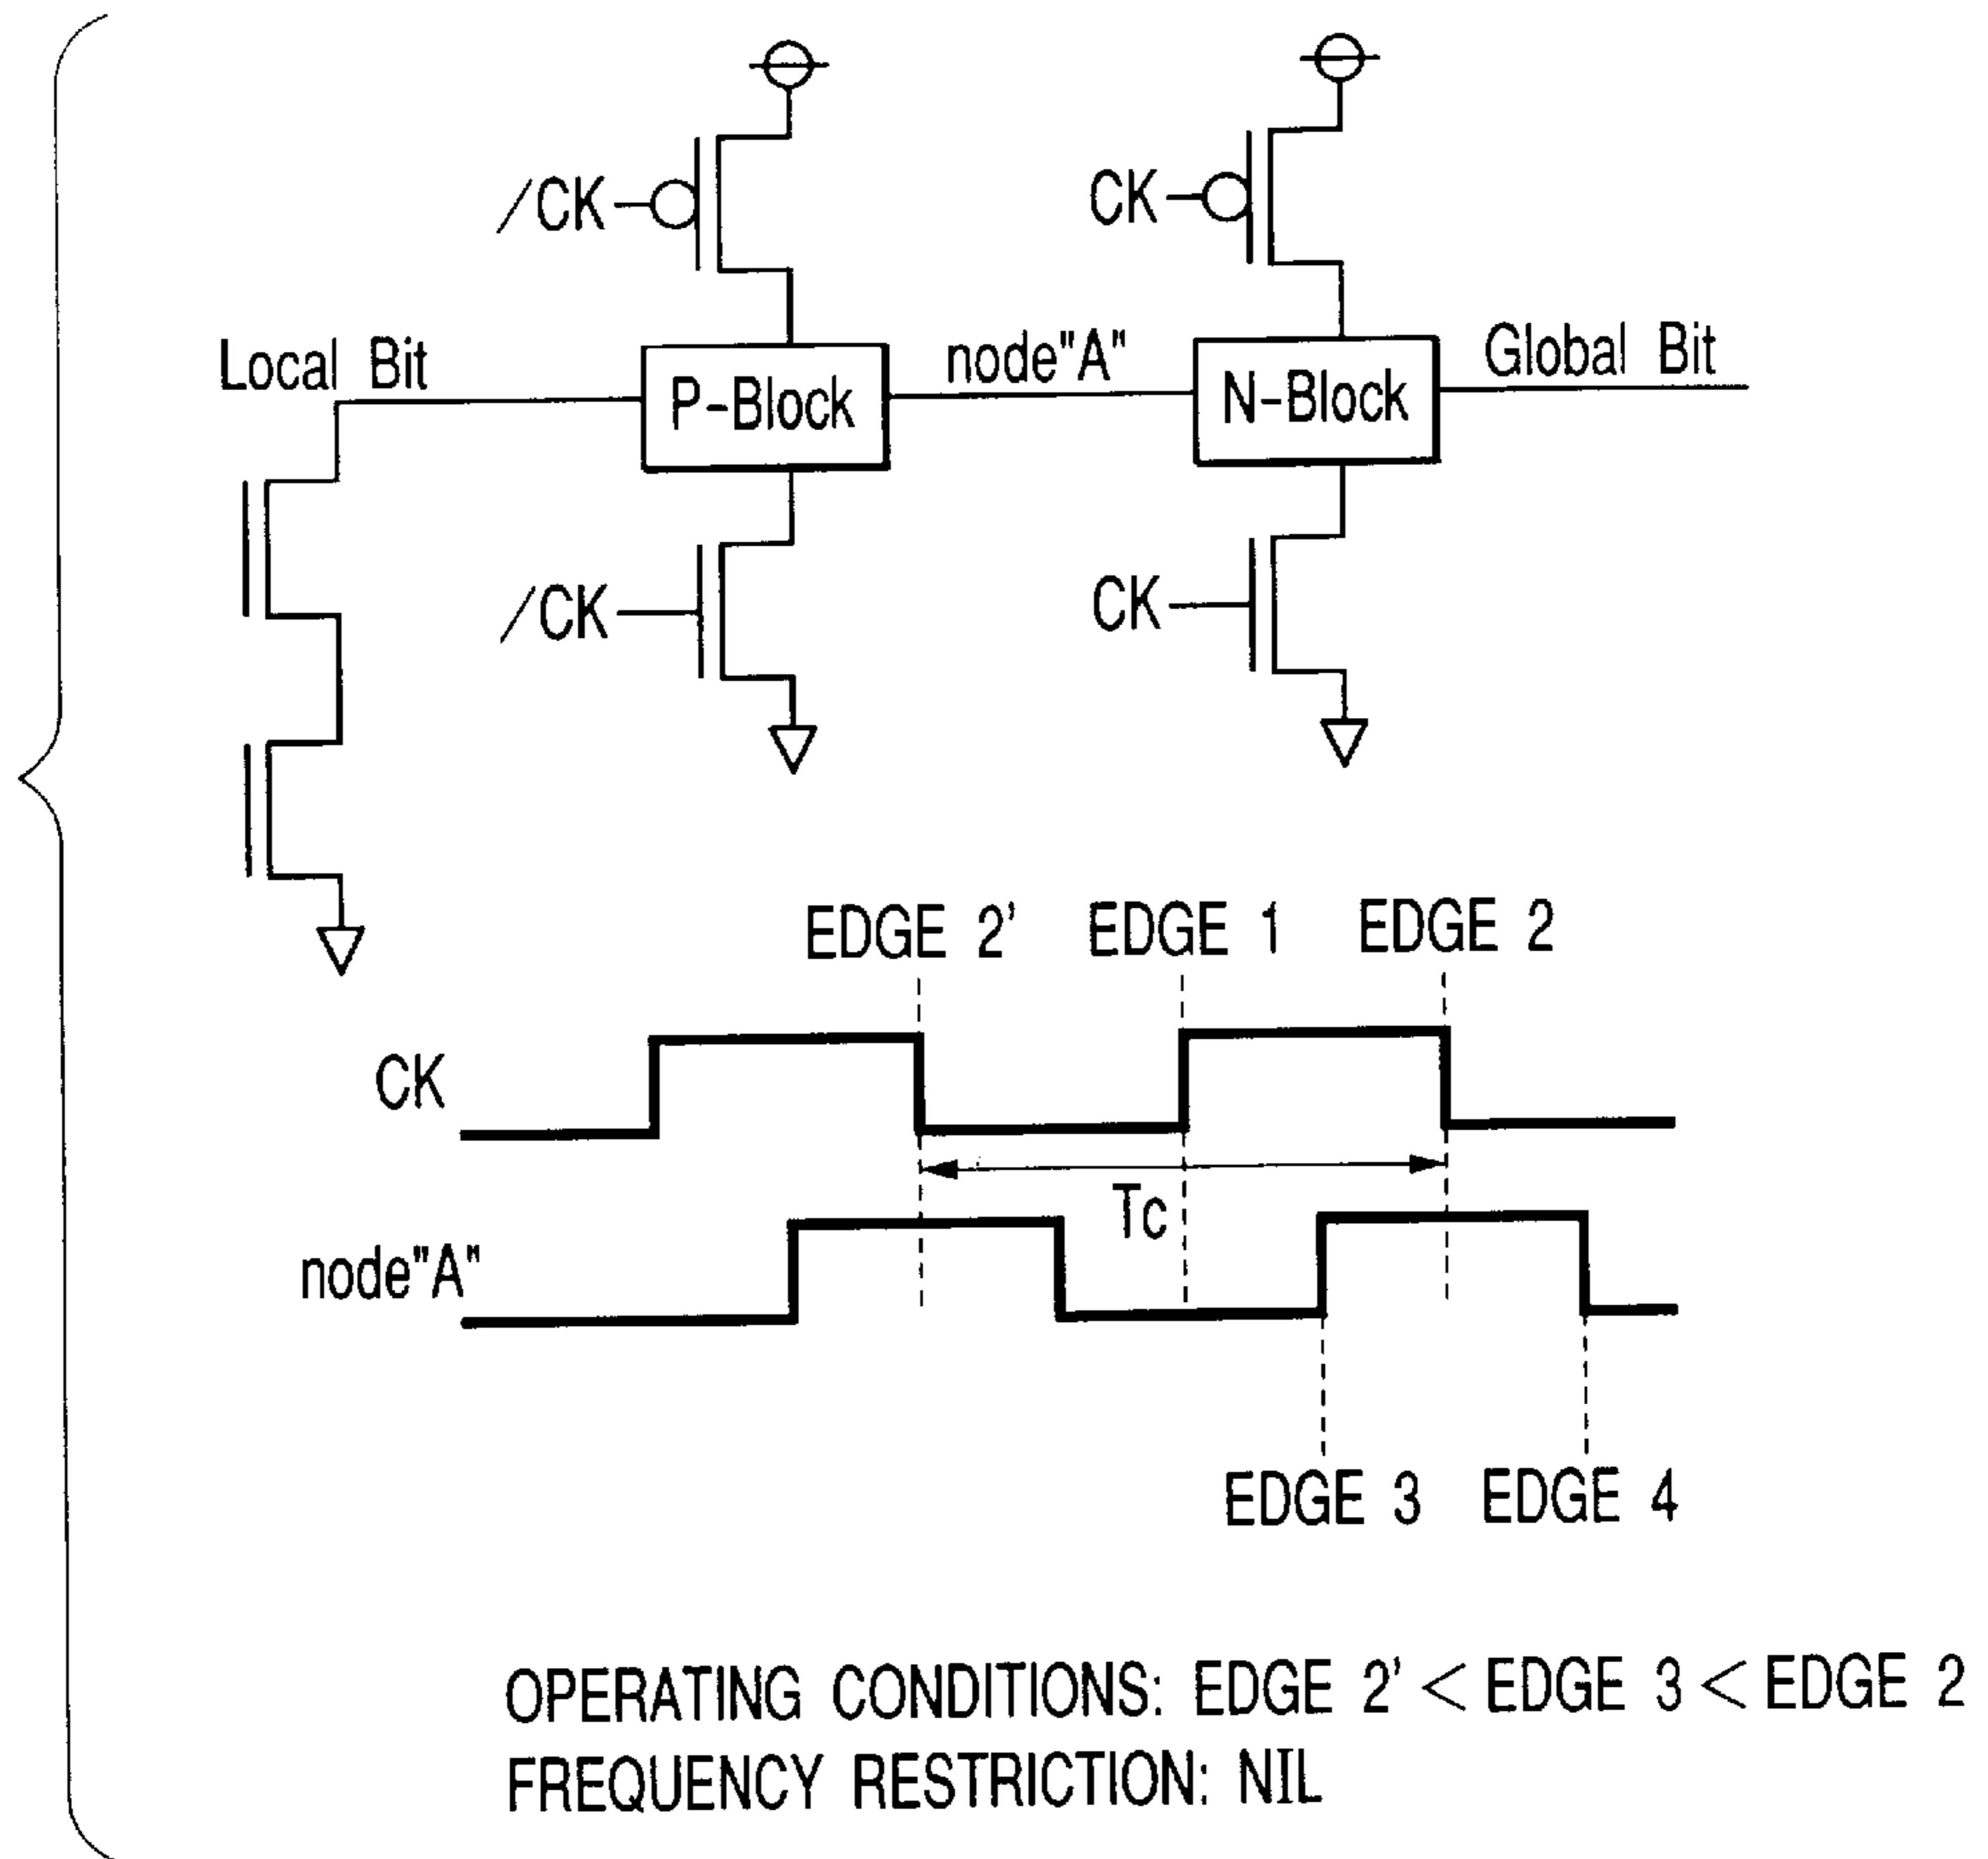 /CK
CK
Local Bit
P-Block
node"A"
N-Block
Global Bit
/CK
CK
EDGE 2'
EDGE 1
EDGE 2
CK
Tc
node"A"
EDGE 3
EDGE 4
OPERATING CONDITIONS: EDGE 2' < EDGE 3 < EDGE 2
FREQUENCY RESTRICTION: NIL